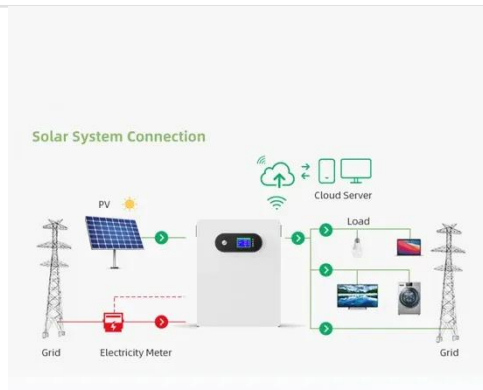 Solar System Connection
Cloud Server
PV
Load
Grid
Electricity Meter
Grid